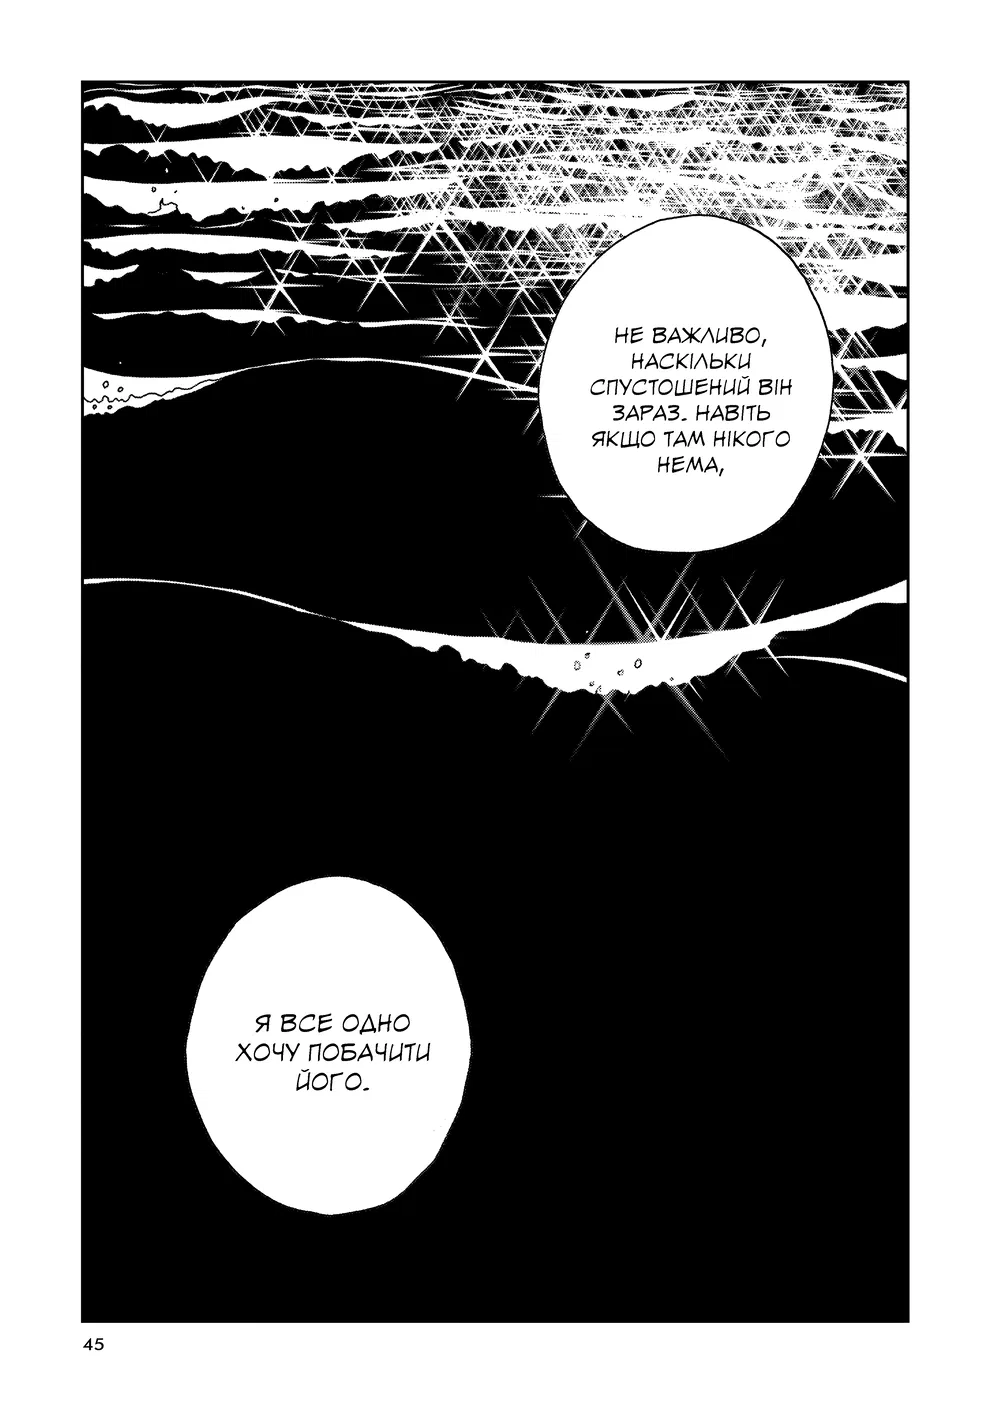 НЕ ВАЖЛИВО,
НАСКІЛЬКИ
СПУСТОШЕНИЙ ВІН
ЗАРАЗ. НАВІТЬ
ЯКЩО ТАМ НІКОГО
НЕМА,
Я ВСЕ ОДНО
ХОЧУ ПОБАЧИТИ
ЙОГО.
45